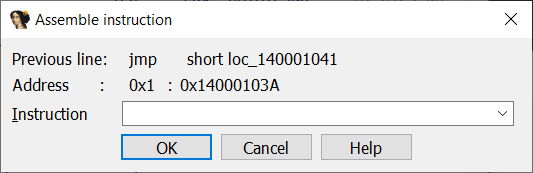 Assemble instruction
Previous line: jmp short loc_140001041
Address : 0x1 : 0x14000103A
Instruction
OK Cancel Help